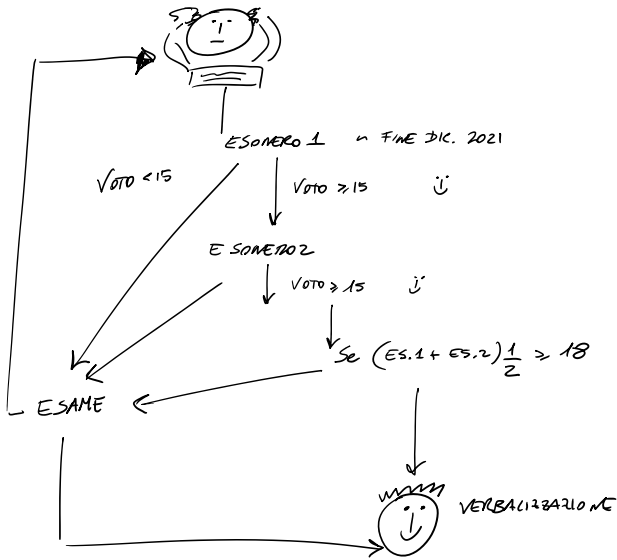 ESONERO 1 ~ FINE DIC. 2021
VOTO < 15
VOTO ≥ 15
ESONERO 2
VOTO ≥ 15
Se (ES.1 + ES.2) 1/2 ≥ 18
ESAME
VERBALIZZAZIONE